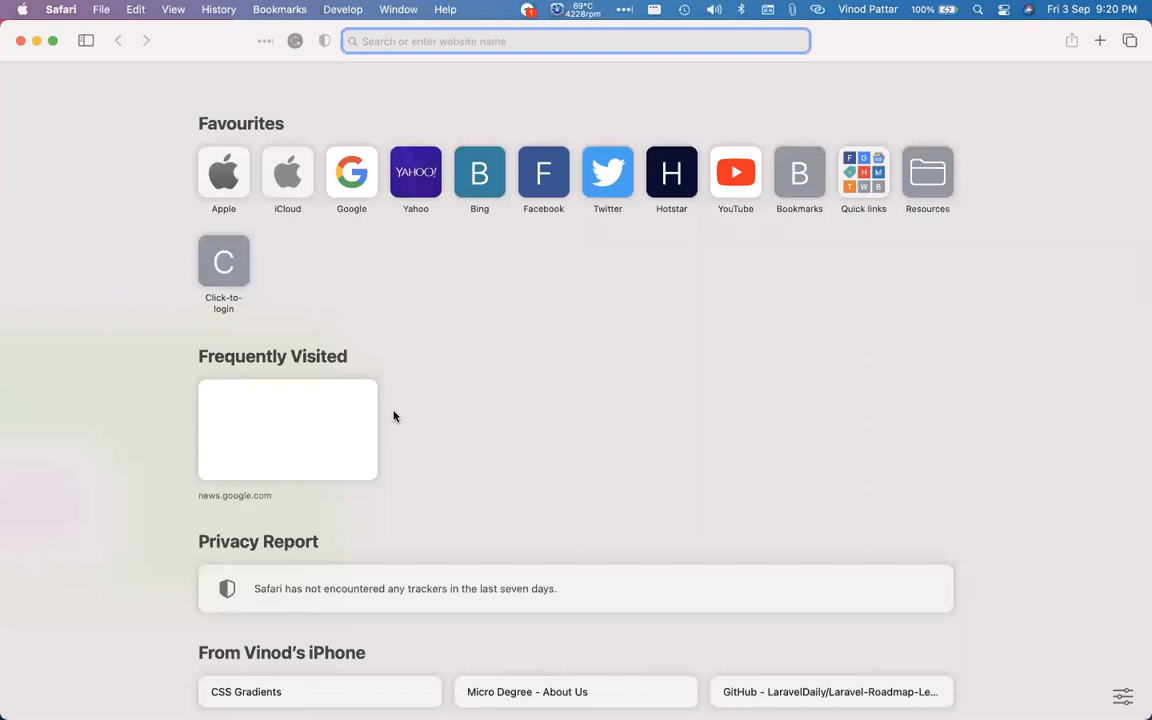 Safari File Edit View History Bookmarks Develop Window Help 1 69°C 4228rpm Vinod Pattar 100% Fri 3 Sep 9:20 PM
Search or enter website name
Favourites
YAHOO! B F H B F G H M T W B
Apple iCloud Google Yahoo Bing Facebook Twitter Hotstar YouTube Bookmarks Quick links Resources
C
Click-to-
login
Frequently Visited
news.google.com
Privacy Report
Safari has not encountered any trackers in the last seven days.
From Vinod's iPhone
CSS Gradients Micro Degree - About Us GitHub - LaravelDaily/Laravel-Roadmap-Le...